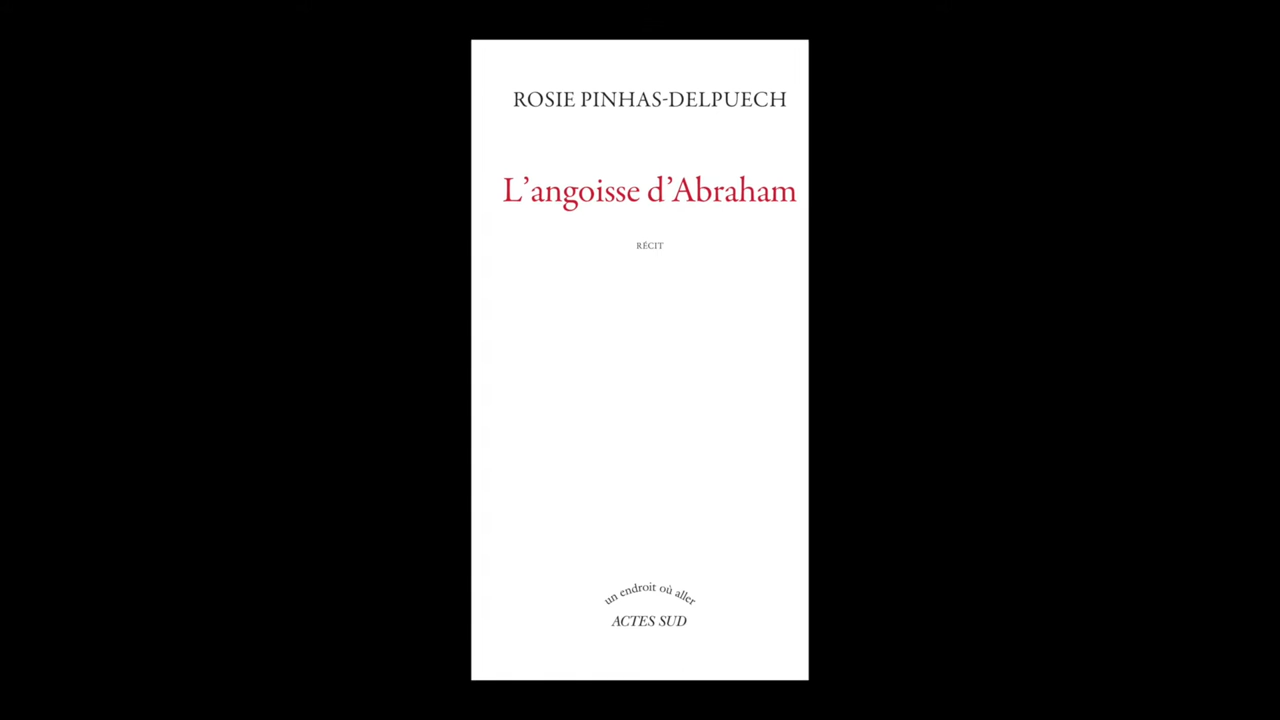 ROSIE PINHAS-DELPUECH
L’angoisse d’Abraham
RÉCIT
un endroit où aller
ACTES SUD